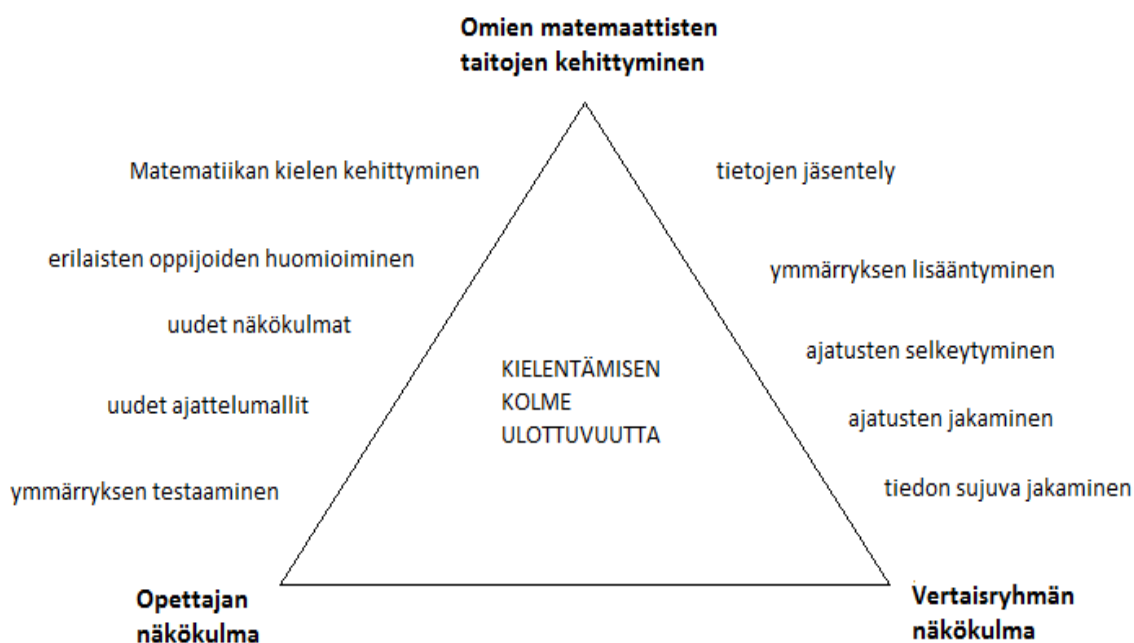 Omien matemaattisten
taitojen kehittyminen
Matematiikan kielen kehittyminen
tietojen jäsentely
erilaisten oppijoiden huomioiminen
ymmärryksen lisääntyminen
uudet näkökulmat
ajatusten selkeytyminen
KIELENTÄMISEN
KOLME
ULOTTUVUUTTA
uudet ajattelumallit
ajatusten jakaminen
ymmärryksen testaaminen
tiedon sujuva jakaminen
Opettajan
näkökulma
Vertaisryhmän
näkökulma